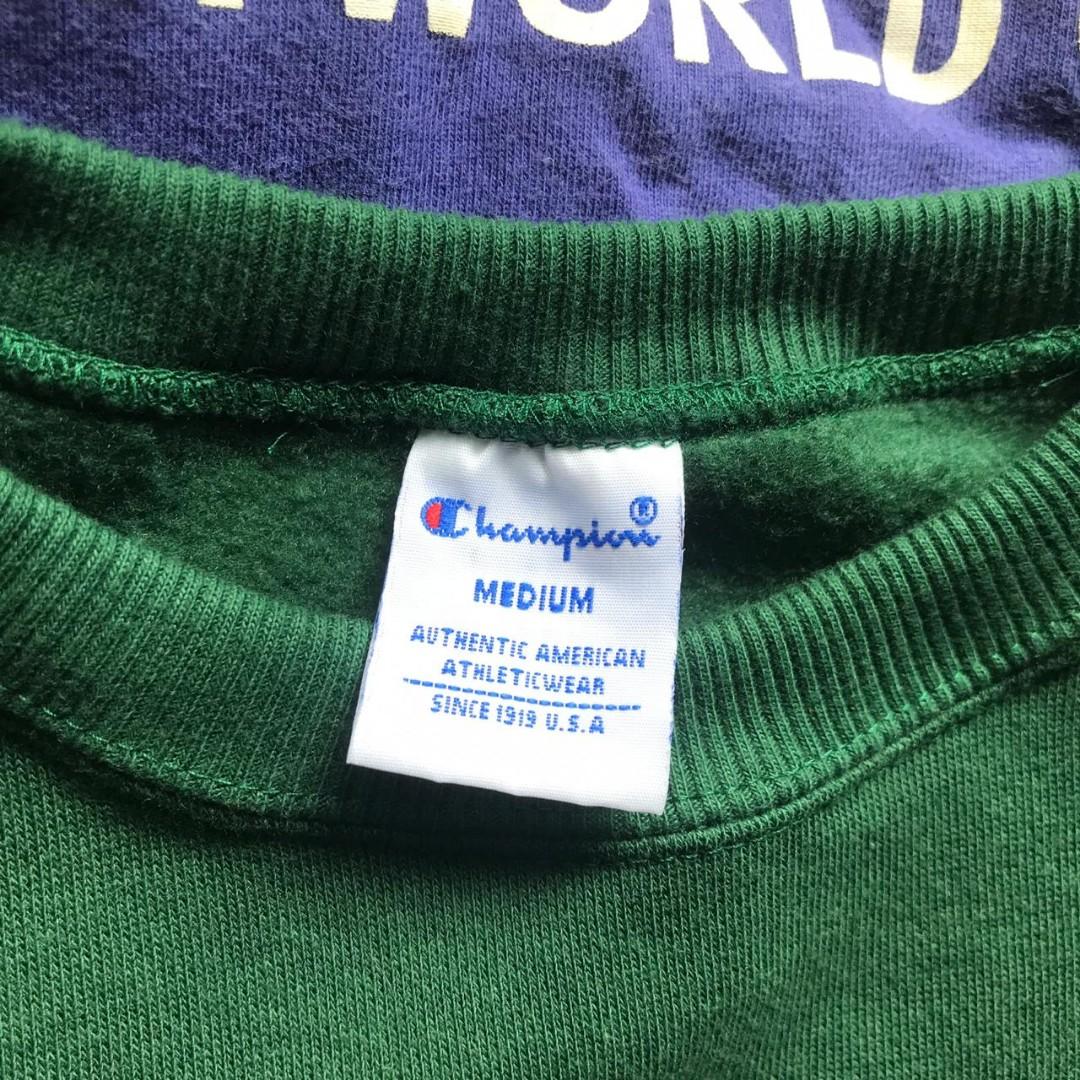 WORLD
Champion®
MEDIUM
AUTHENTIC AMERICAN
ATHLETICWEAR
SINCE 1919 U.S.A